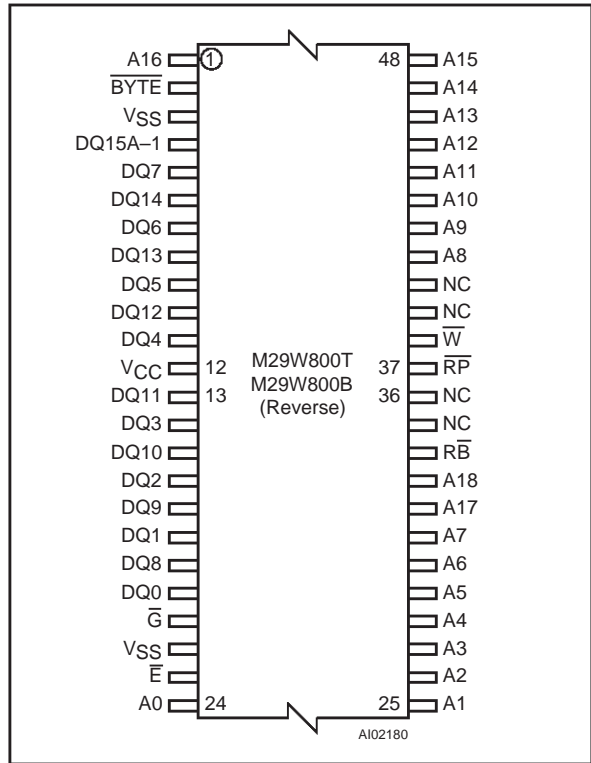 A16 1 48 A15
B̅Y̅T̅E̅ A14
VSS A13
DQ15A–1 A12
DQ7 A11
DQ14 A10
DQ6 A9
DQ13 A8
DQ5 NC
DQ12 NC
DQ4 W̅
VCC 12 M29W800T 37 R̅P̅
DQ11 13 M29W800B 36 NC
(Reverse)
DQ3 NC
DQ10 RB̅
DQ2 A18
DQ9 A17
DQ1 A7
DQ8 A6
DQ0 A5
G̅ A4
VSS A3
E̅ A2
A0 24 25 A1
AI02180